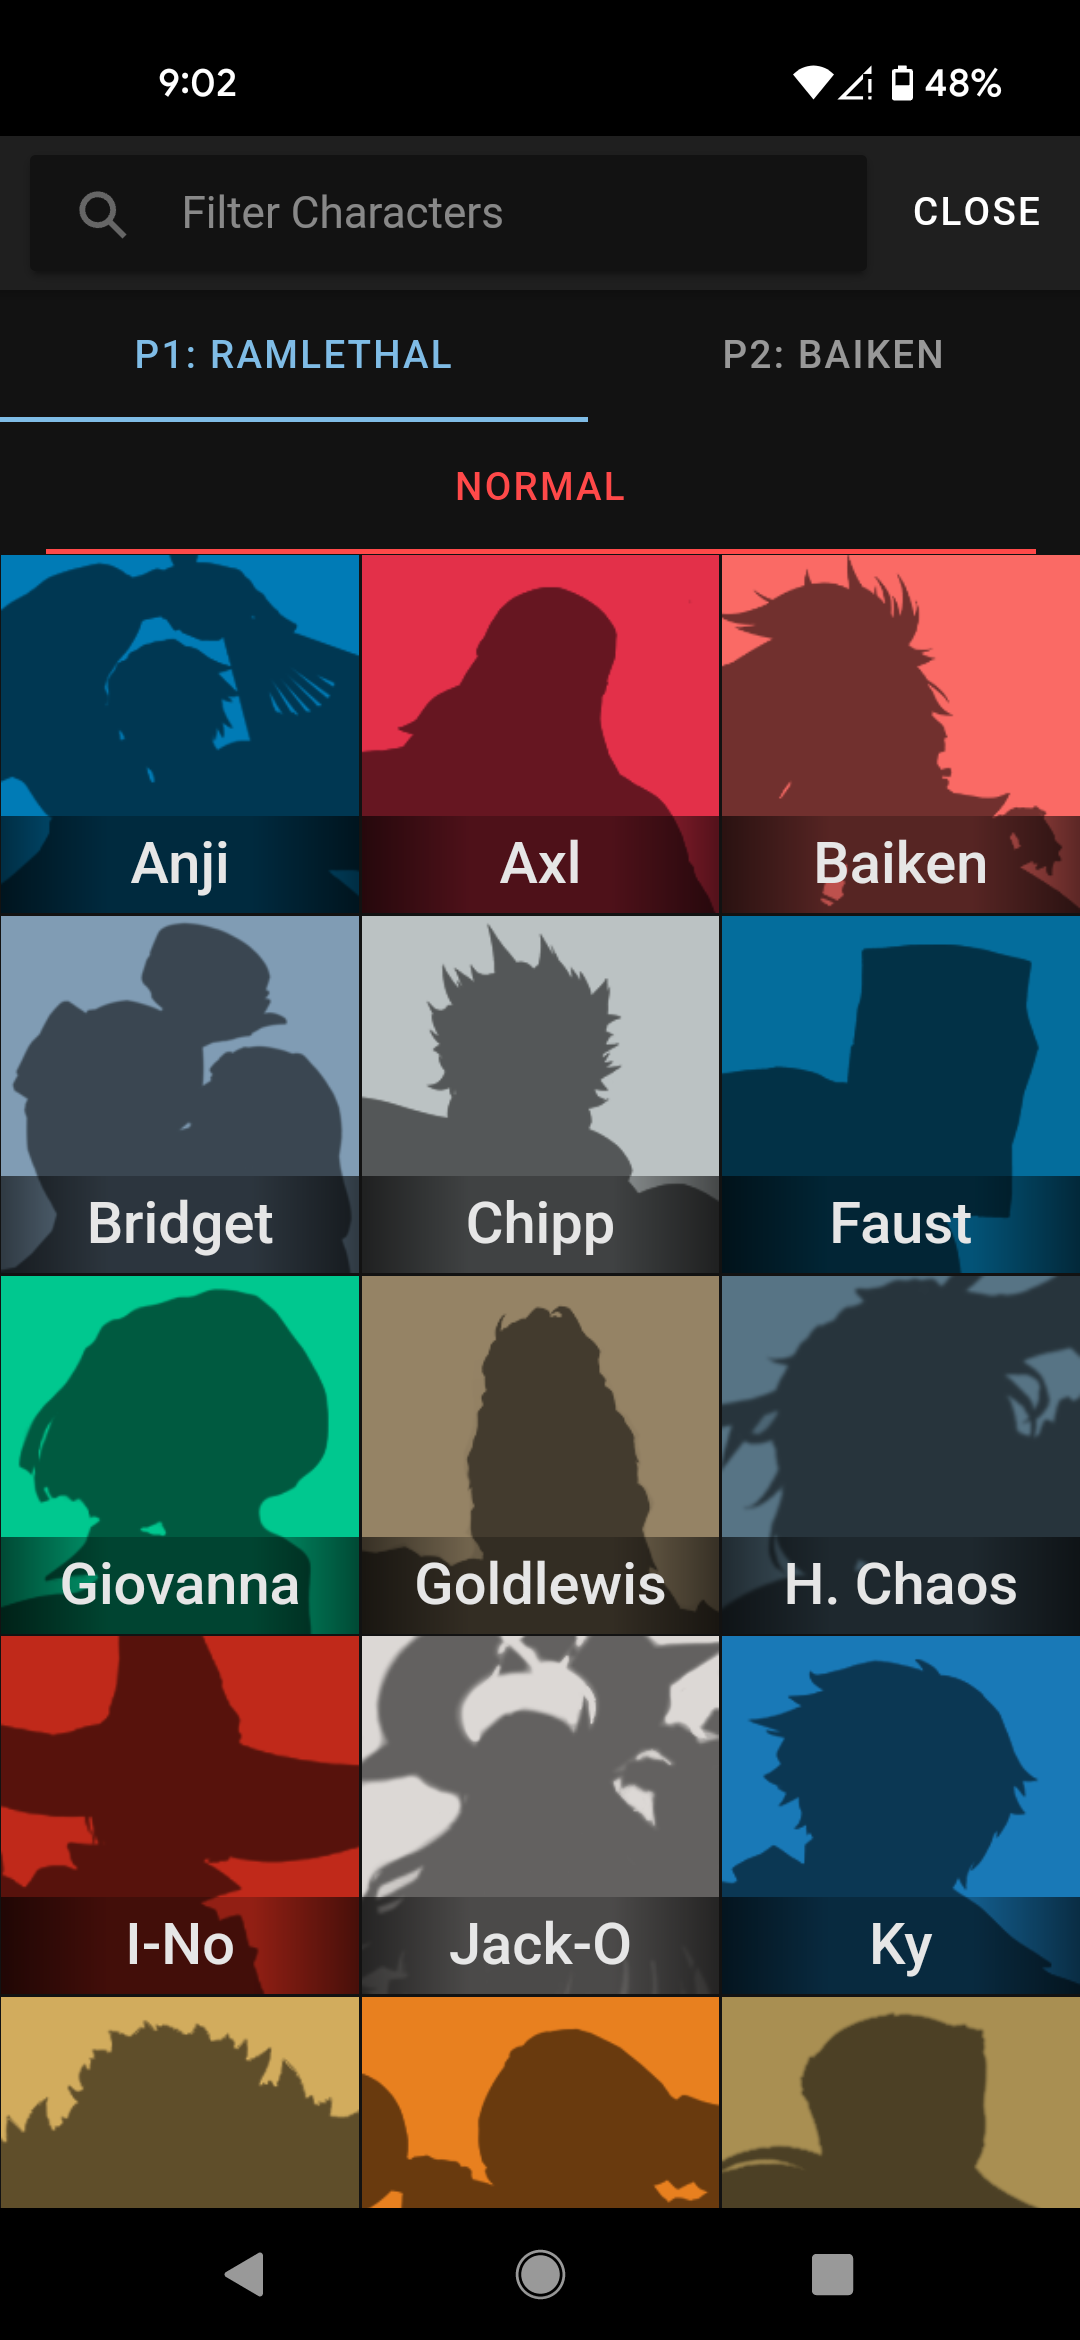 9:02 48%
Filter Characters CLOSE
P1: RAMLETHAL P2: BAIKEN
NORMAL
Anji Axl Baiken
Bridget Chipp Faust
Giovanna Goldlewis H. Chaos
I-No Jack-O Ky